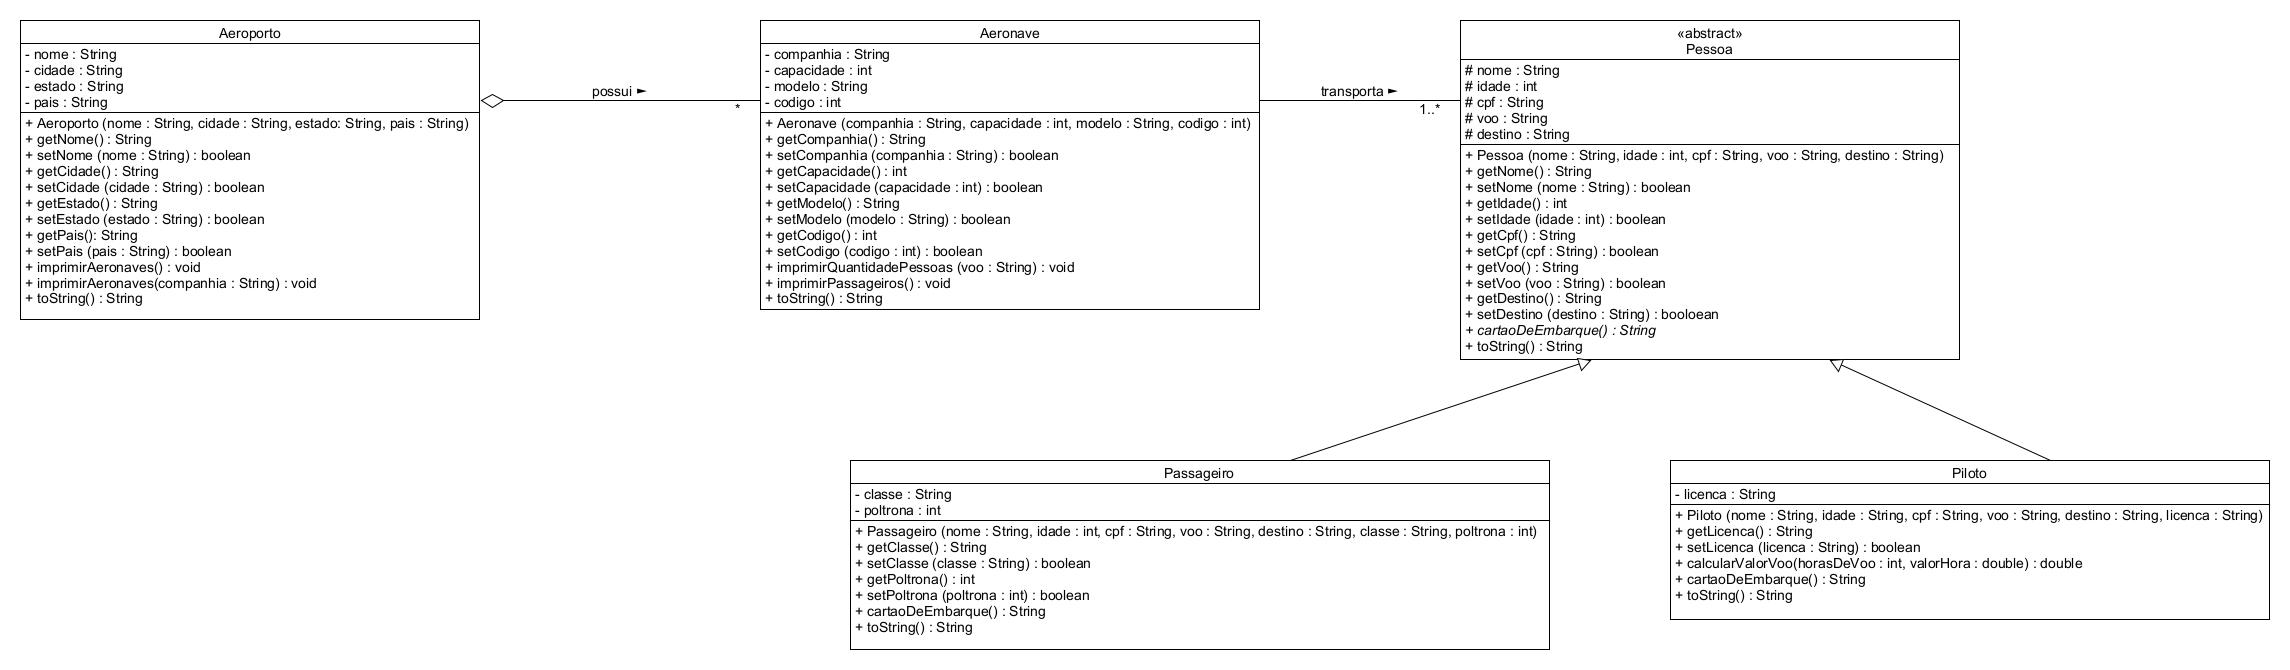 Aeroporto
- nome : String
- cidade : String
- estado : String
- pais : String
+ Aeroporto (nome : String, cidade : String, estado: String, pais : String)
+ getNome() : String
+ setNome (nome : String) : boolean
+ getCidade() : String
+ setCidade (cidade : String) : boolean
+ getEstado() : String
+ setEstado (estado : String) : boolean
+ getPais(): String
+ setPais (pais : String) : boolean
+ imprimirAeronaves() : void
+ imprimirAeronaves(companhia : String) : void
+ toString() : String
possui ►
*
Aeronave
- companhia : String
- capacidade : int
- modelo : String
- codigo : int
+ Aeronave (companhia : String, capacidade : int, modelo : String, codigo : int)
+ getCompanhia() : String
+ setCompanhia (companhia : String) : boolean
+ getCapacidade() : int
+ setCapacidade (capacidade : int) : boolean
+ getModelo() : String
+ setModelo (modelo : String) : boolean
+ getCodigo() : int
+ setCodigo (codigo : int) : boolean
+ imprimirQuantidadePessoas (voo : String) : void
+ imprimirPassageiros() : void
+ toString() : String
transporta ►
1..*
«abstract»
Pessoa
# nome : String
# idade : int
# cpf : String
# voo : String
# destino : String
+ Pessoa (nome : String, idade : int, cpf : String, voo : String, destino : String)
+ getNome() : String
+ setNome (nome : String) : boolean
+ getIdade() : int
+ setIdade (idade : int) : boolean
+ getCpf() : String
+ setCpf (cpf : String) : boolean
+ getVoo() : String
+ setVoo (voo : String) : boolean
+ getDestino() : String
+ setDestino (destino : String) : booloean
+ cartaoDeEmbarque() : String
+ toString() : String
Passageiro
- classe : String
- poltrona : int
+ Passageiro (nome : String, idade : int, cpf : String, voo : String, destino : String, classe : String, poltrona : int)
+ getClasse() : String
+ setClasse (classe : String) : boolean
+ getPoltrona() : int
+ setPoltrona (poltrona : int) : boolean
+ cartaoDeEmbarque() : String
+ toString() : String
Piloto
- licenca : String
+ Piloto (nome : String, idade : String, cpf : String, voo : String, destino : String, licenca : String)
+ getLicenca() : String
+ setLicenca (licenca : String) : boolean
+ calcularValorVoo(horasDeVoo : int, valorHora : double) : double
+ cartaoDeEmbarque() : String
+ toString() : String